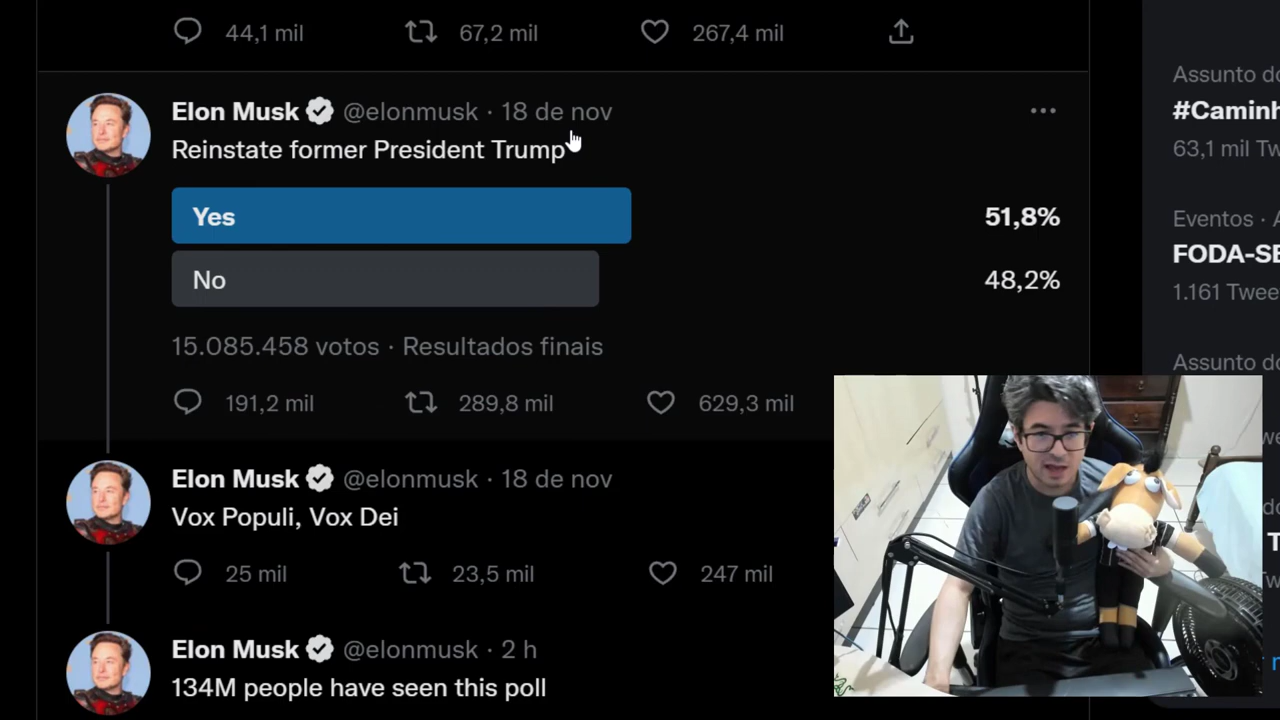 44,1 mil 67,2 mil 267,4 mil
Elon Musk @elonmusk · 18 de nov
Reinstate former President Trump
Yes 51,8%
No 48,2%
15.085.458 votos · Resultados finais
191,2 mil 289,8 mil 629,3 mil
Elon Musk @elonmusk · 18 de nov
Vox Populi, Vox Dei
25 mil 23,5 mil 247 mil
Elon Musk @elonmusk · 2 h
134M people have seen this poll
Assunto do
#Caminh
63,1 mil Tw
Eventos ·
FODA-SE
1.161 Twee
Assunto do